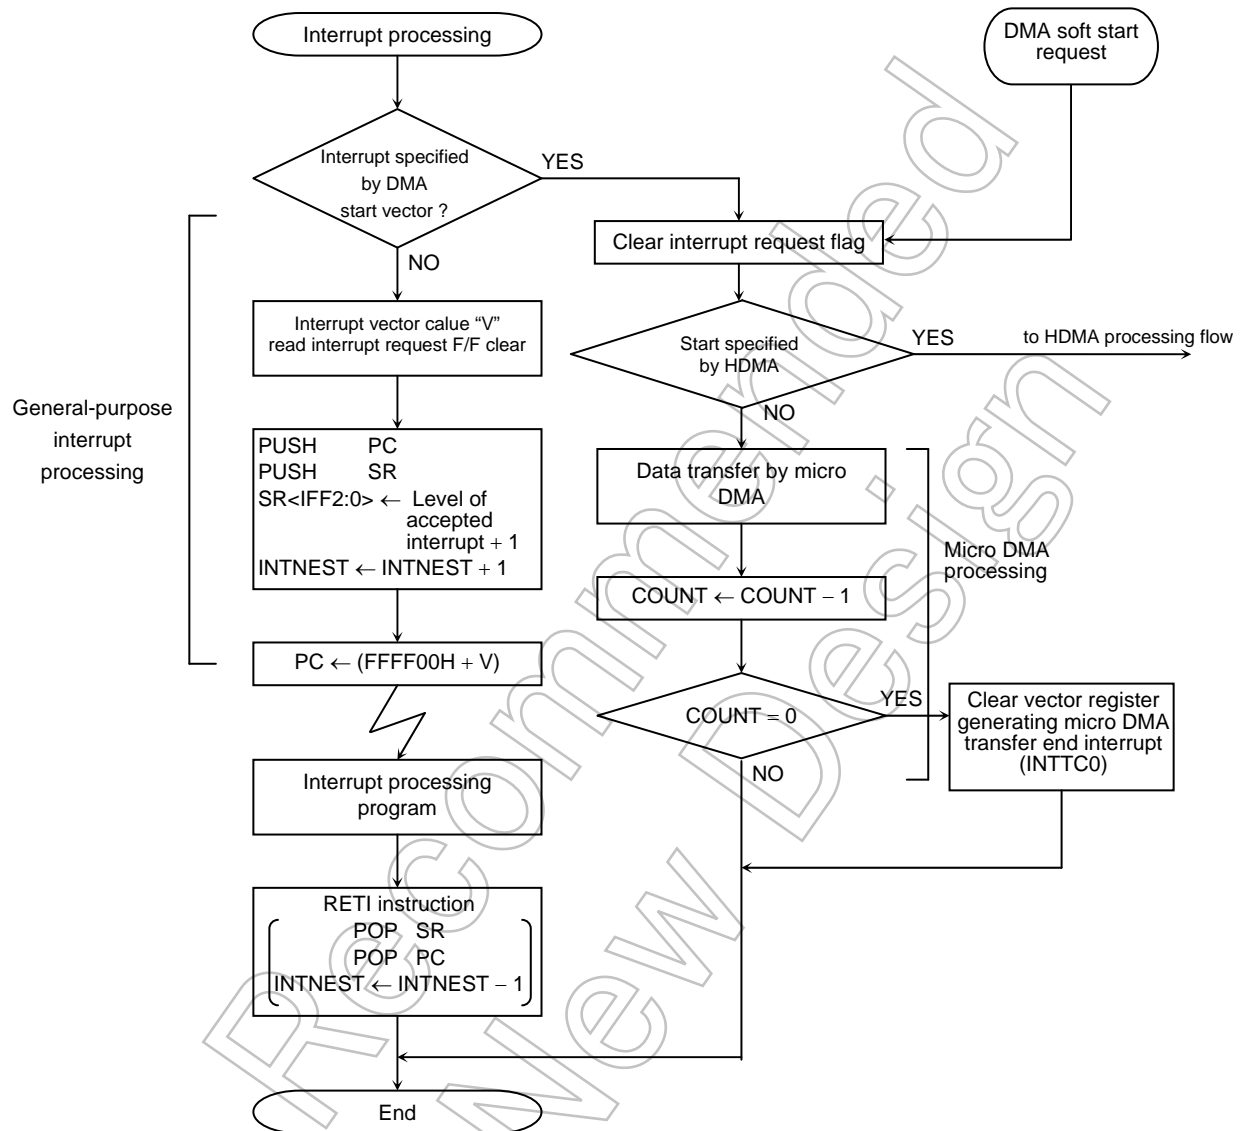 Interrupt processing
DMA soft start
request
Interrupt specified
by DMA
start vector ?
YES
NO
Clear interrupt request flag
Interrupt vector calue “V”
read interrupt request F/F clear
Start specified
by HDMA
YES
to HDMA processing flow
NO
General-purpose
interrupt
processing
PUSH PC
PUSH SR
SR<IFF2:0> ← Level of
accepted
interrupt + 1
INTNEST ← INTNEST + 1
Data transfer by micro
DMA
Micro DMA
processing
COUNT ← COUNT − 1
PC ← (FFFF00H + V)
COUNT = 0
YES
NO
Clear vector register
generating micro DMA
transfer end interrupt
(INTTC0)
Interrupt processing
program
RETI instruction
POP SR
POP PC
INTNEST ← INTNEST − 1
End
Recommended
New Design